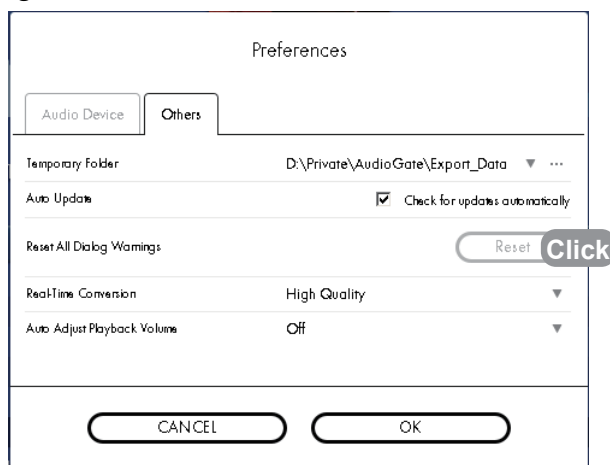 Preferences
Audio Device Others
Temporary Folder D:\Private\AudioGate\Export_Data ...
Auto Update Check for updates automatically
Reset All Dialog Warnings Reset Click
Real-Time Conversion High Quality
Auto Adjust Playback Volume Off
CANCEL OK